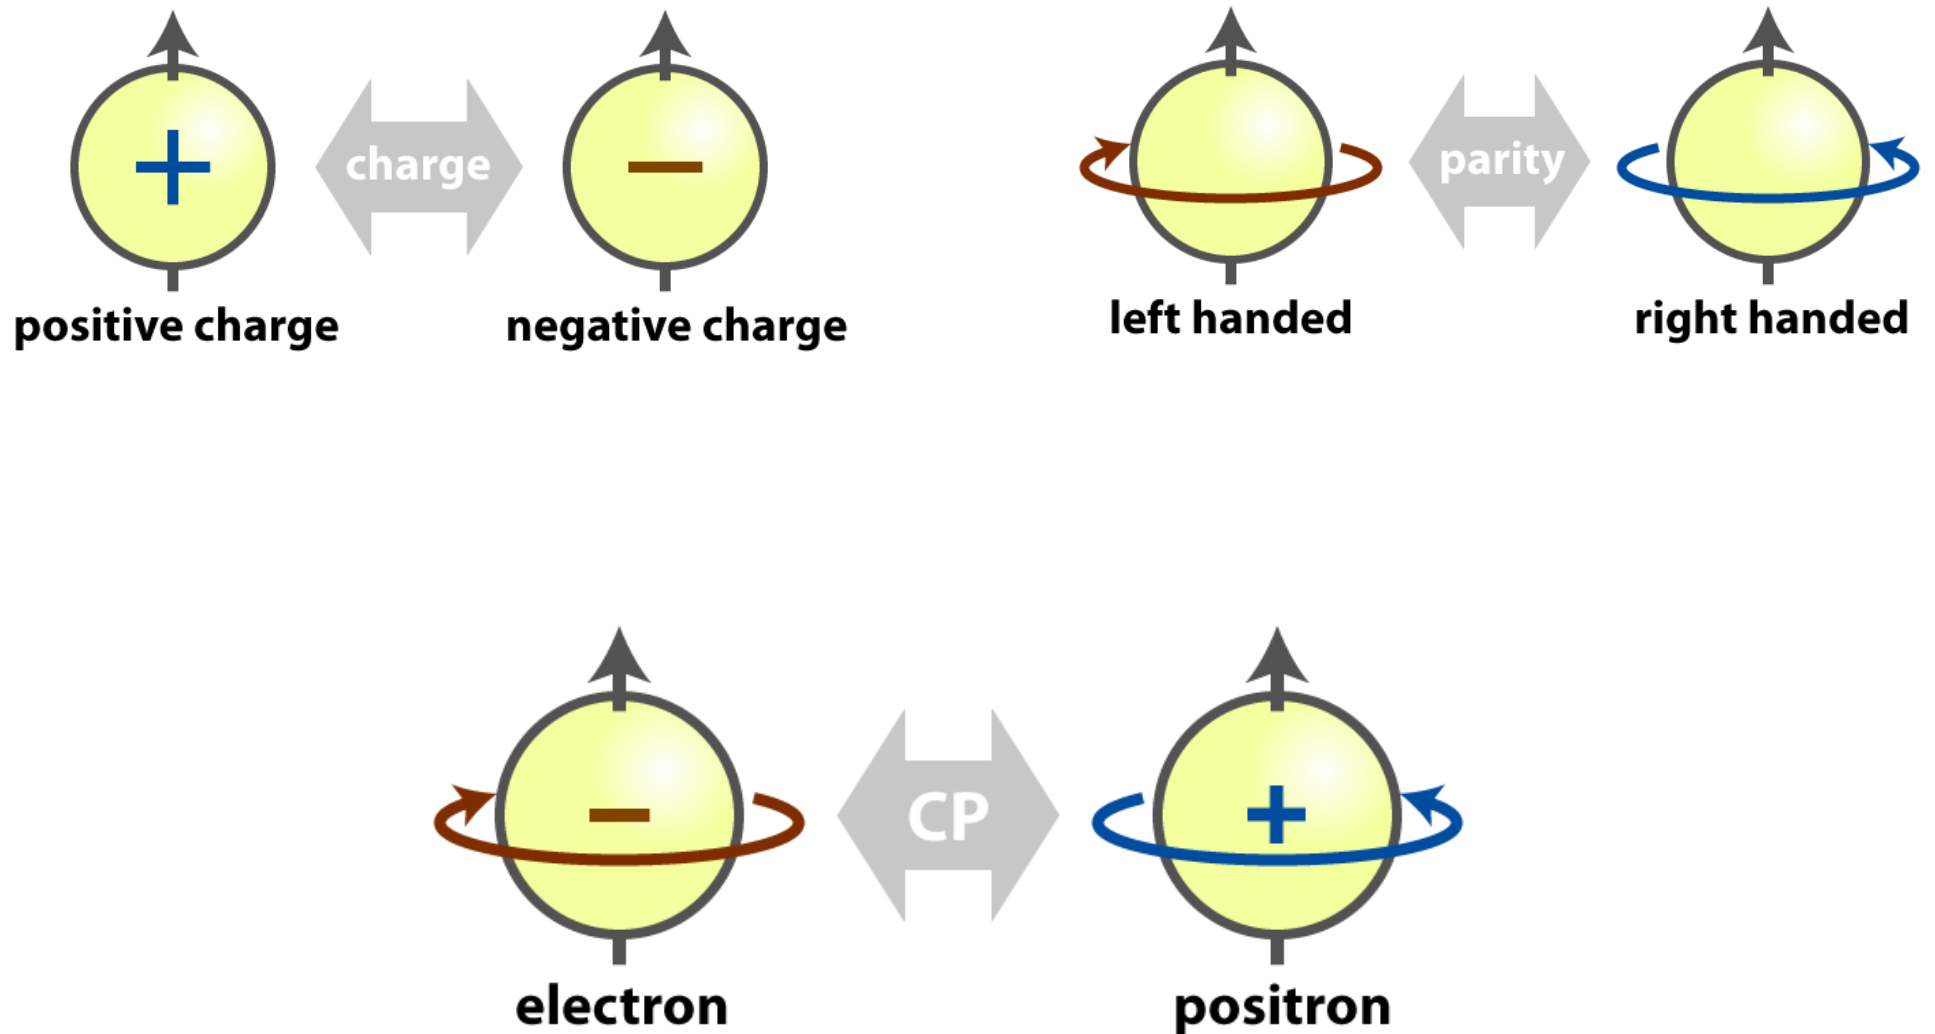 +
charge
−
parity
positive charge
negative charge
left handed
right handed
−
CP
+
electron
positron